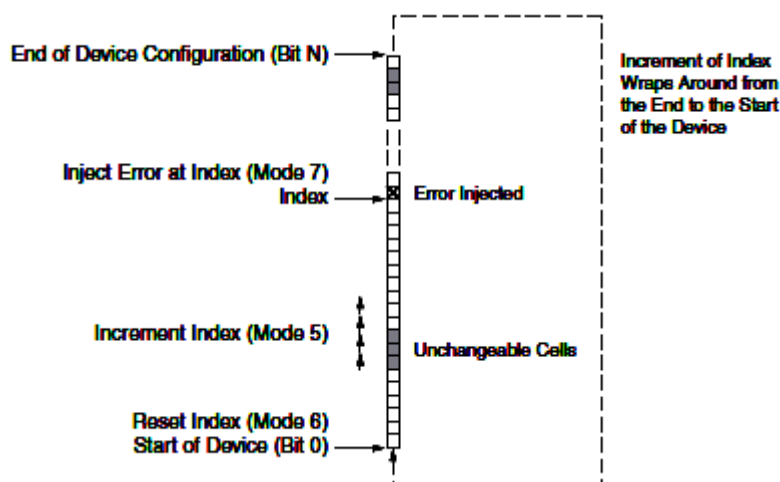 End of Device Configuration (Bit N)
Increment of Index
Wraps Around from
the End to the Start
of the Device
Inject Error at Index (Mode 7)
Index
Error Injected
Increment Index (Mode 5)
Unchangeable Cells
Reset Index (Mode 6)
Start of Device (Bit 0)